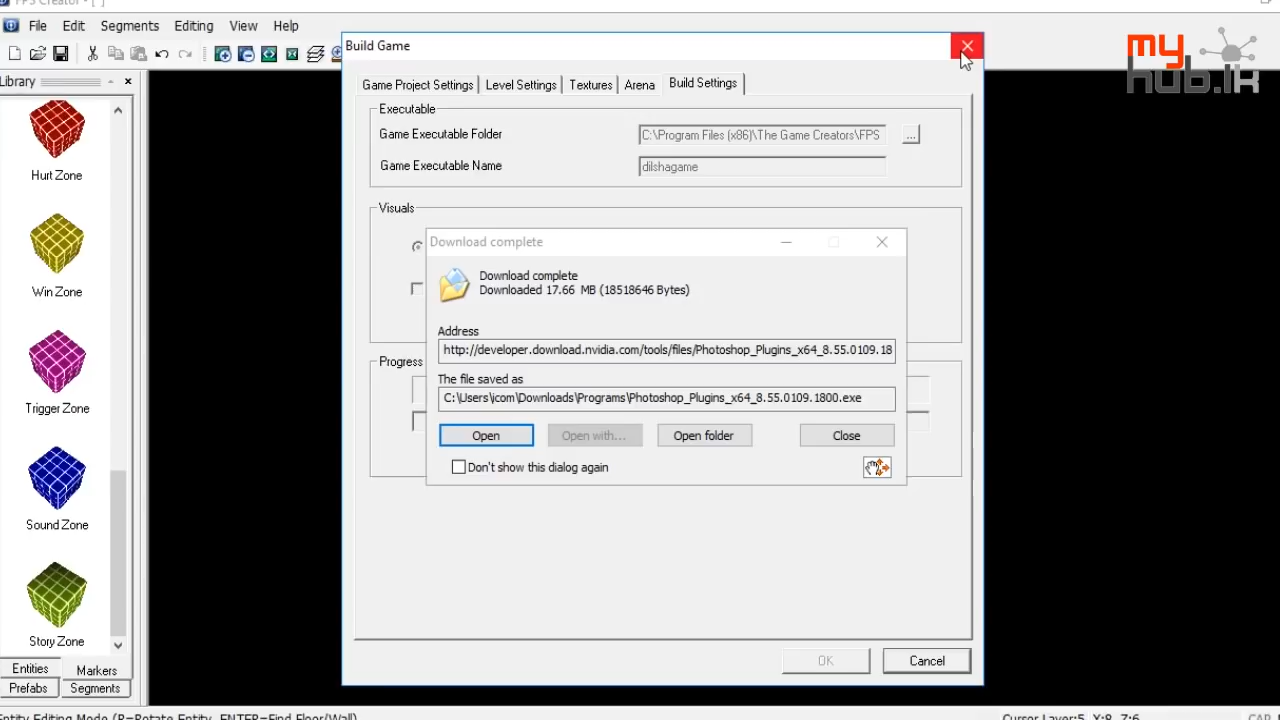 FPS Creator - [ ]
File Edit Segments Editing View Help
Library
Hurt Zone
Win Zone
Trigger Zone
Sound Zone
Story Zone
Entities Markers
Prefabs Segments
Build Game
Game Project Settings Level Settings Textures Arena Build Settings
Executable
Game Executable Folder C:\Program Files (x86)\The Game Creators\FPS ...
Game Executable Name dilshagame
Visuals
Progress
Download complete
Download complete
Downloaded 17.66 MB (18518646 Bytes)
Address
http://developer.download.nvidia.com/tools/files/Photoshop_Plugins_x64_8.55.0109.18
The file saved as
C:\Users\icom\Downloads\Programs\Photoshop_Plugins_x64_8.55.0109.1800.exe
Open Open with... Open folder Close
Don't show this dialog again
OK Cancel
my
hub.lk
Entity Editing Mode (R=Rotate Entity, ENTER=Find Floor/Wall) Cursor Layer:5, X:8, Z:6 CAP